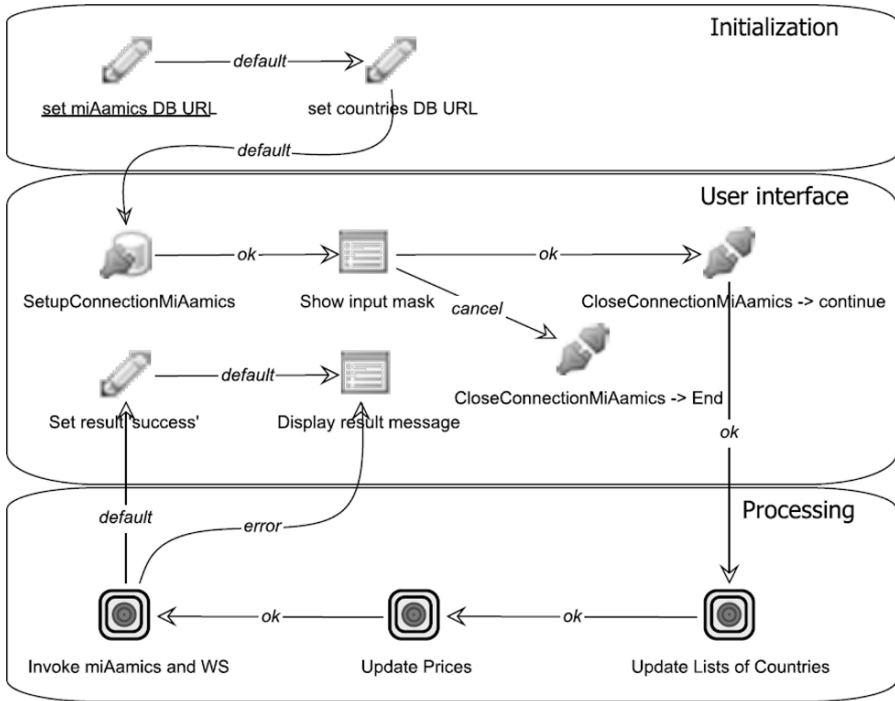 Initialization
default
set miAamics DB URL
set countries DB URL
default
User interface
ok
ok
SetupConnectionMiAamics
Show input mask
CloseConnectionMiAamics -> continue
cancel
default
CloseConnectionMiAamics -> End
Set result 'success'
Display result message
ok
Processing
default
error
ok
ok
Invoke miAamics and WS
Update Prices
Update Lists of Countries